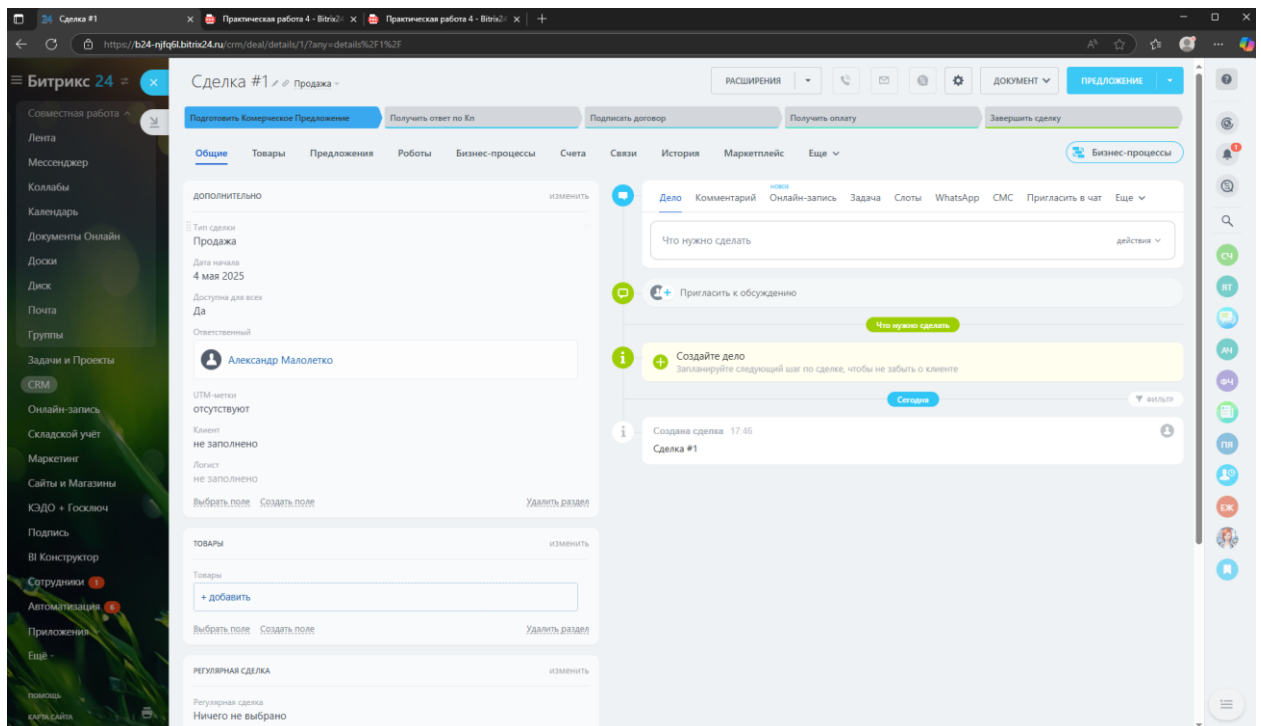 24 Сделка #1
Практическая работа 4 - Bitrix24
Практическая работа 4 - Bitrix24
https://b24-njfq6l.bitrix24.ru/crm/deal/details/1/?any=details%2F1%2F
Битрикс 24
Совместная работа
Лента
Мессенджер
Коллабы
Календарь
Документы Онлайн
Доски
Диск
Почта
Группы
Задачи и Проекты
CRM
Онлайн-запись
Складской учёт
Маркетинг
Сайты и Магазины
КЭДО + Госключ
Подпись
BI Конструктор
Сотрудники 1
Автоматизация 6
Приложения
Ещё -
ПОМОЩЬ
КАРТА САЙТА
Сделка #1 Продажа
РАСШИРЕНИЯ
ДОКУМЕНТ
ПРЕДЛОЖЕНИЕ
Подготовить Комерческое Предложение Получить ответ по Кп Подписать договор Получить оплату Завершить сделку
Общие Товары Предложения Роботы Бизнес-процессы Счета Связи История Маркетплейс Еще
Бизнес-процессы
ДОПОЛНИТЕЛЬНО изменить
Тип сделки
Продажа
Дата начала
4 мая 2025
Доступна для всех
Да
Ответственный
Александр Малолетко
UTM-метки
отсутствуют
Клиент
не заполнено
Логист
не заполнено
Выбрать поле Создать поле Удалить раздел
ТОВАРЫ изменить
Товары
+ добавить
Выбрать поле Создать поле Удалить раздел
РЕГУЛЯРНАЯ СДЕЛКА изменить
Регулярная сделка
Ничего не выбрано
НОВОЕ
Дело Комментарий Онлайн-запись Задача Слоты WhatsApp СМС Пригласить в чат Еще
Что нужно сделать действия
Пригласить к обсуждению
Что нужно сделать
Создайте дело
Запланируйте следующий шаг по сделке, чтобы не забыть о клиенте
Сегодня
ФИЛЬТР
Создана сделка 17:46
Сделка #1
1
СЧ
ЯТ
АЧ
ФЧ
ПЯ
ЕЖ